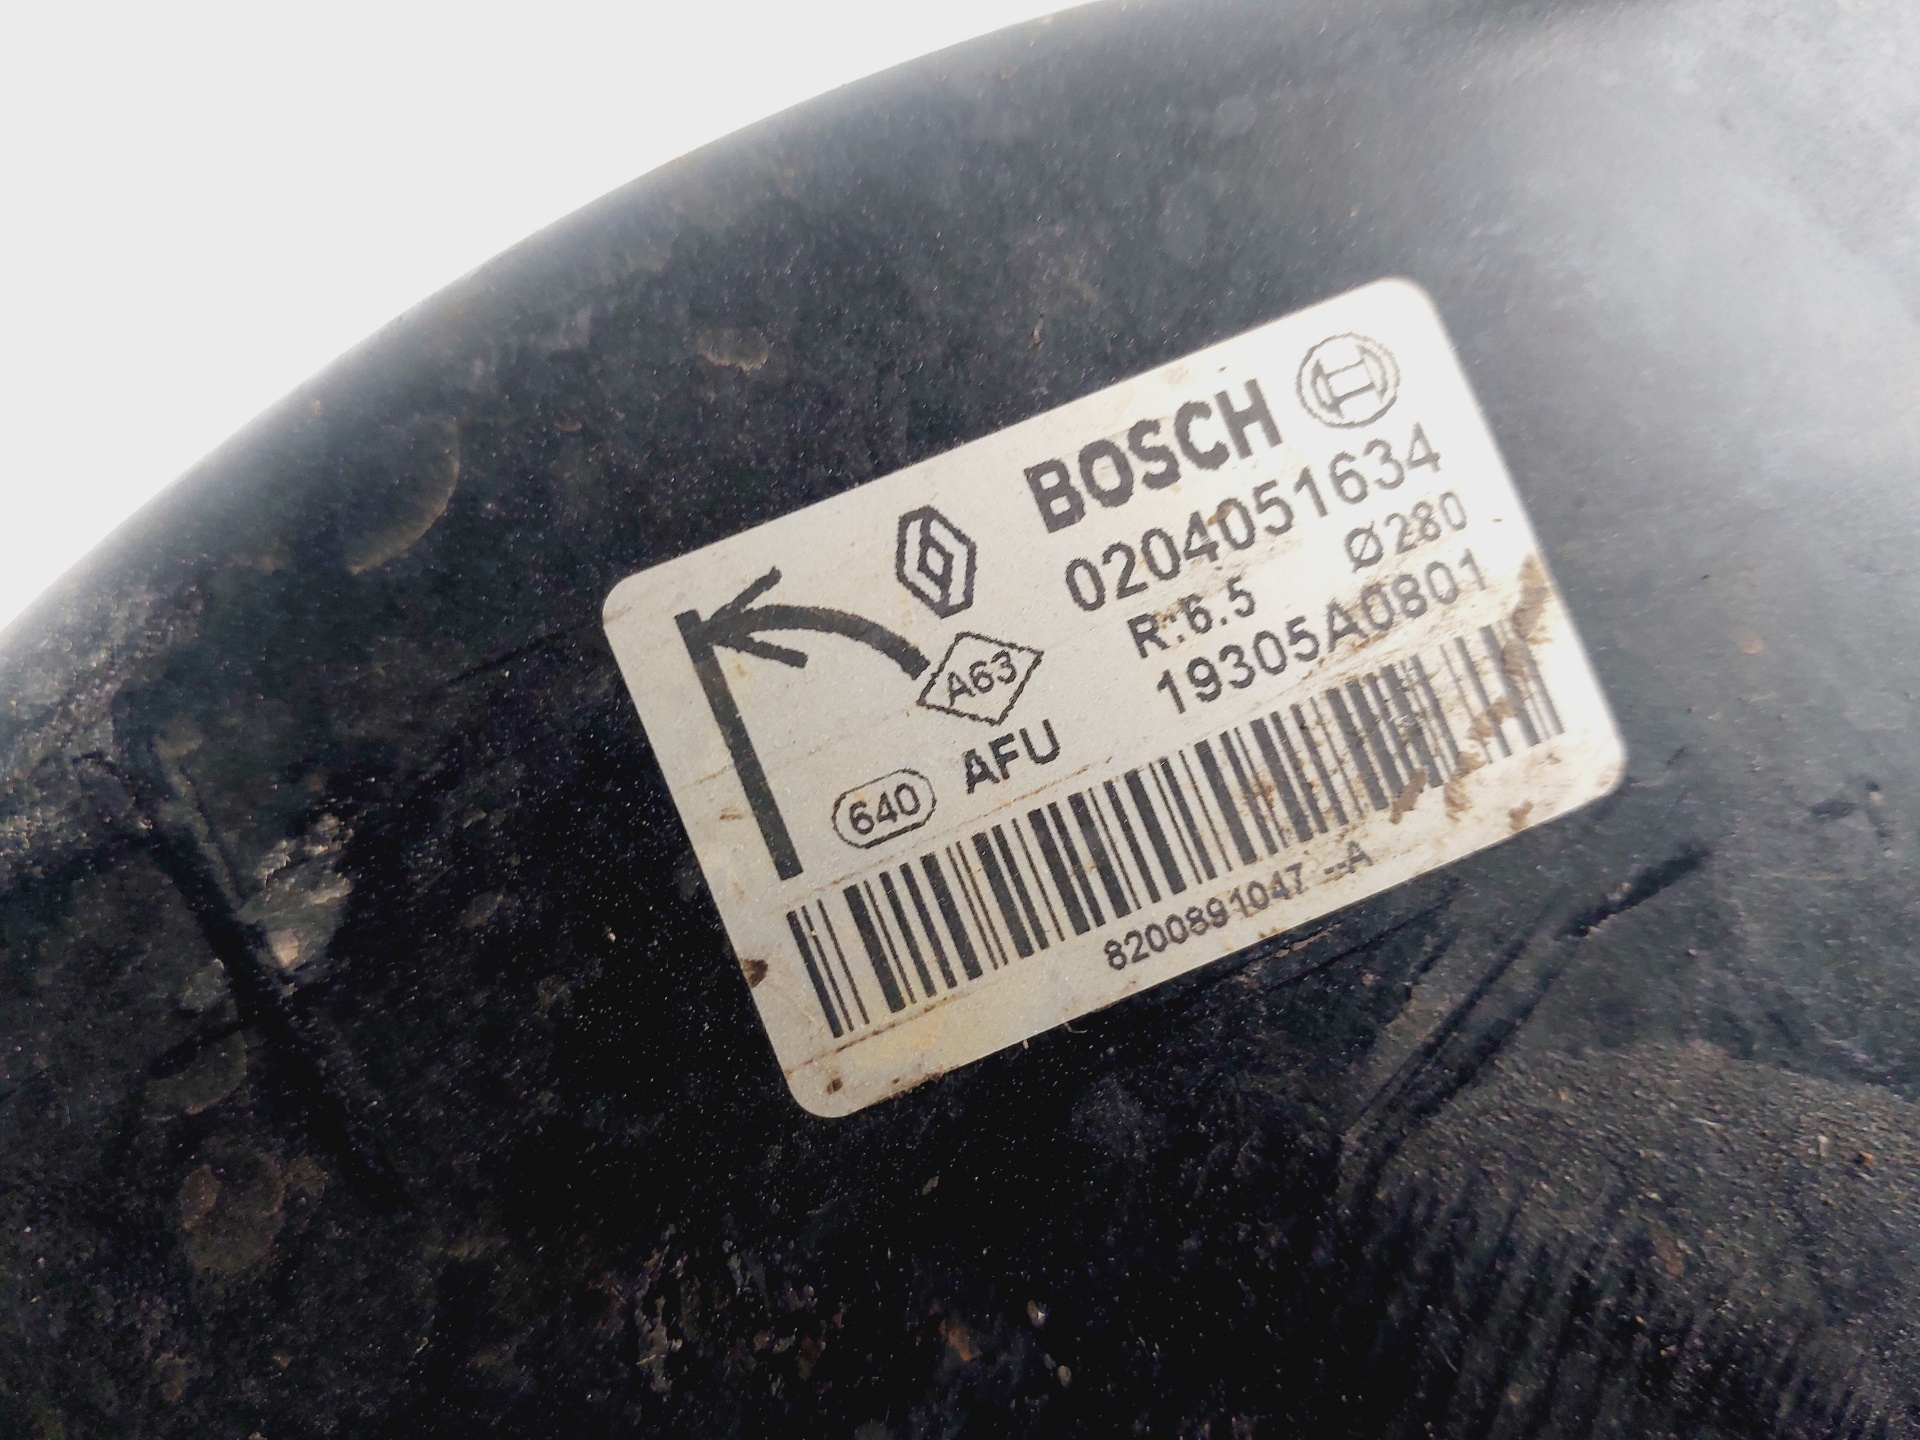 BOSCH
0204051634
R.6.5 Ø280
A63
19305A0801
AFU
640
8200891047 --A